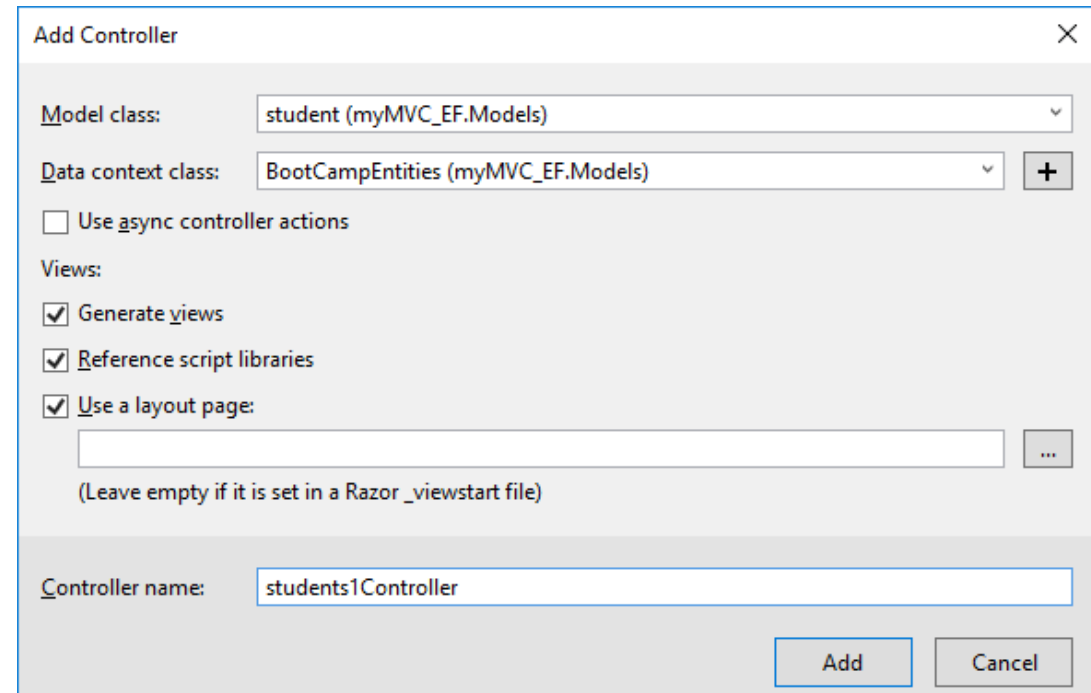 Add Controller
Model class: student (myMVC_EF.Models)
Data context class: BootCampEntities (myMVC_EF.Models) +
Use async controller actions
Views:
Generate views
Reference script libraries
Use a layout page:
...
(Leave empty if it is set in a Razor _viewstart file)
Controller name: students1Controller
Add Cancel